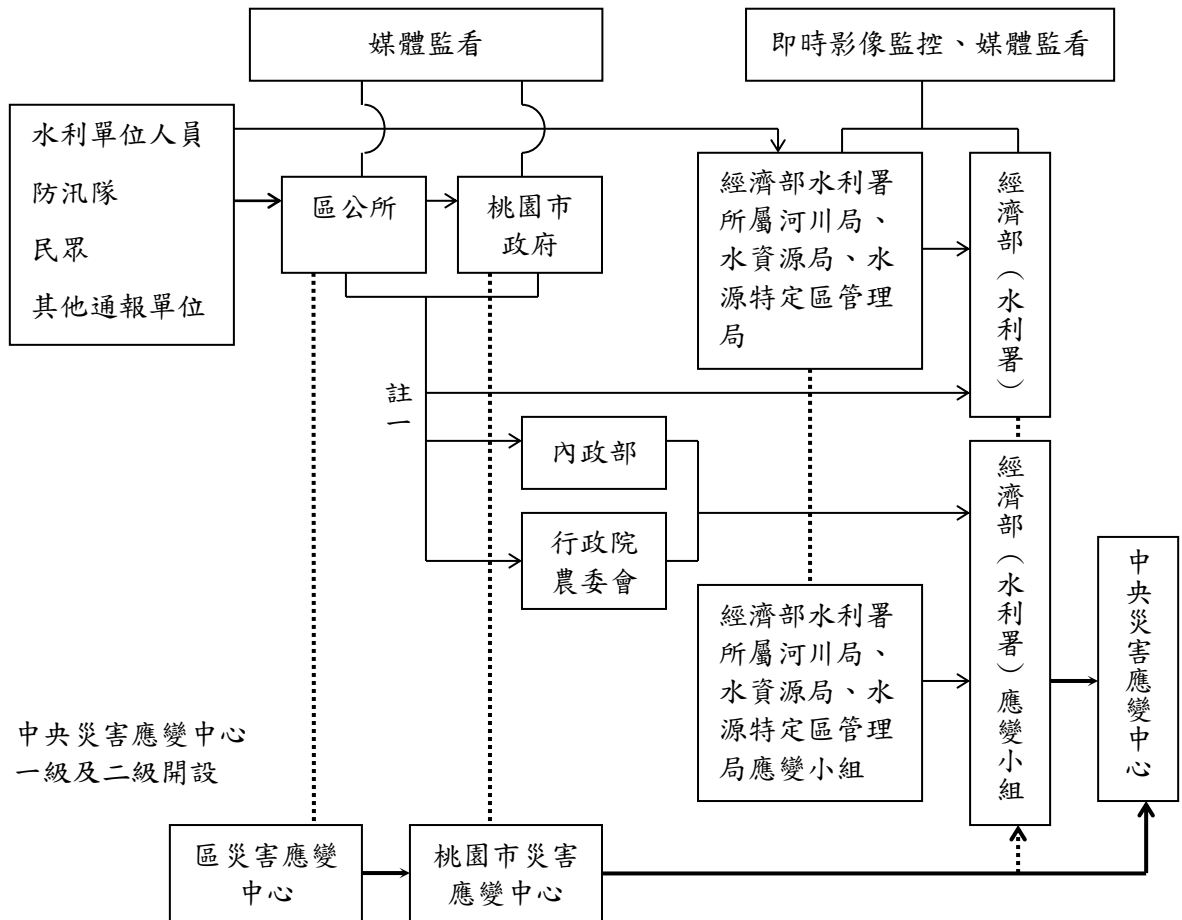 媒體監看
即時影像監控、媒體監看
水利單位人員
防汛隊
民眾
其他通報單位
區公所
桃園市
政府
經濟部水利署
所屬河川局、
水資源局、水
源特定區管理
局
經濟部（水利署）
註一
內政部
行政院
農委會
經濟部水利署
所屬河川局、
水資源局、水
源特定區管理
局應變小組
經濟部（水利署）應變小組
中央災害應變中心
中央災害應變中心
一級及二級開設
區災害應變
中心
桃園市災害
應變中心